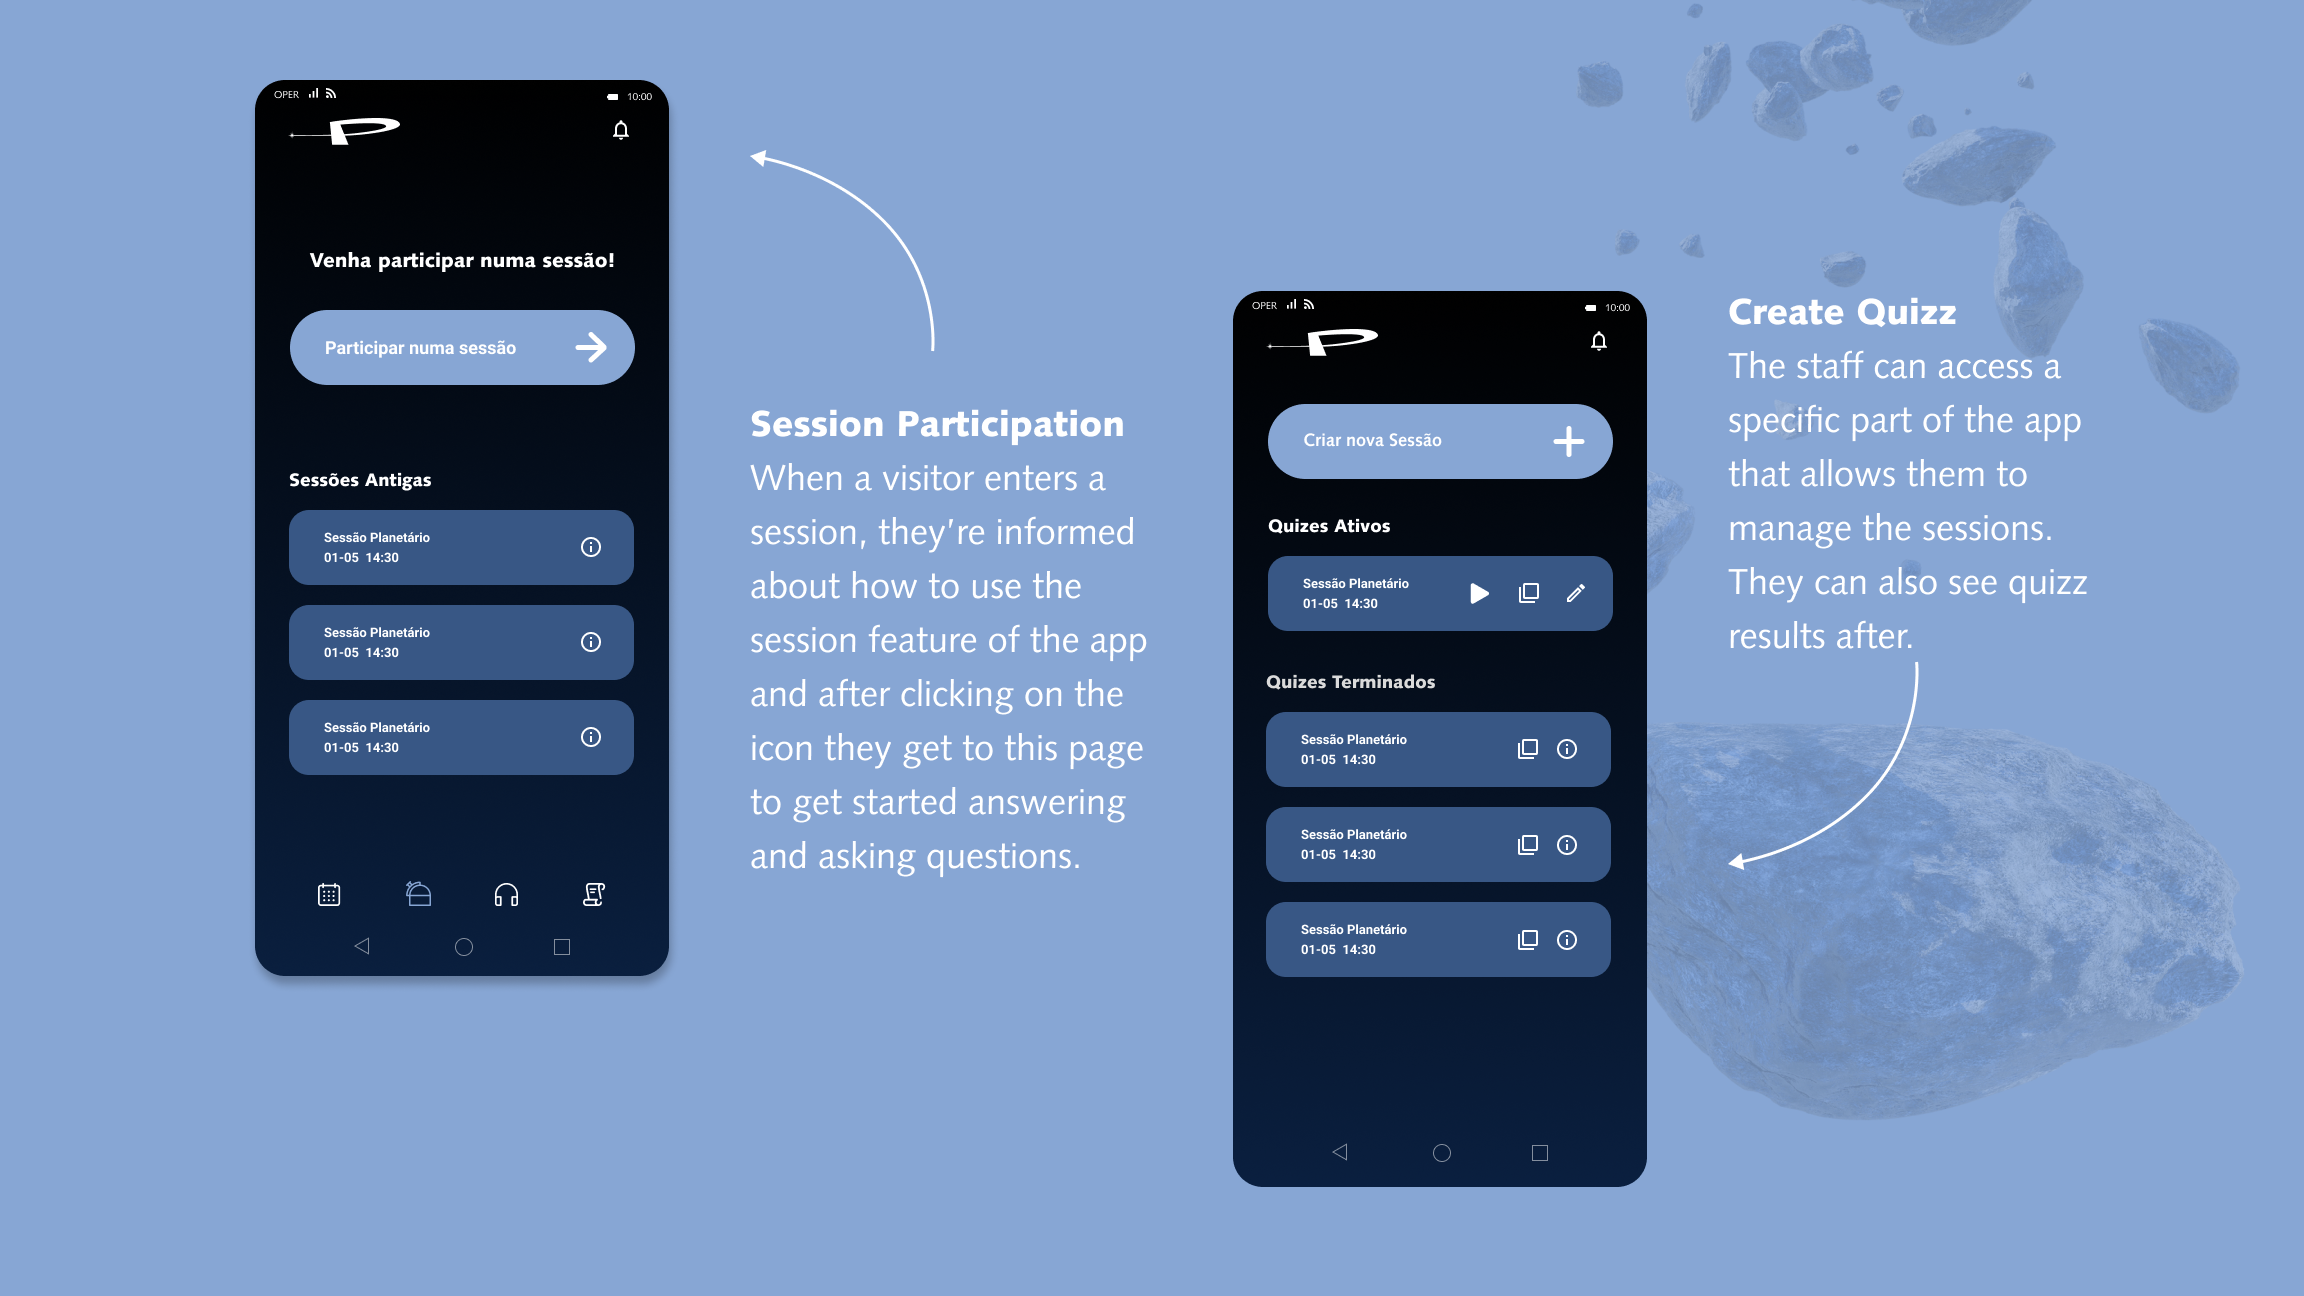 OPER
10:00
Venha participar numa sessão!
Participar numa sessão
Sessões Antigas
Sessão Planetário
01-05 14:30
Sessão Planetário
01-05 14:30
Sessão Planetário
01-05 14:30
Session Participation
When a visitor enters a
session, they're informed
about how to use the
session feature of the app
and after clicking on the
icon they get to this page
to get started answering
and asking questions.
OPER
10:00
Criar nova Sessão
Quizes Ativos
Sessão Planetário
01-05 14:30
Quizes Terminados
Sessão Planetário
01-05 14:30
Sessão Planetário
01-05 14:30
Sessão Planetário
01-05 14:30
Create Quizz
The staff can access a
specific part of the app
that allows them to
manage the sessions.
They can also see quizz
results after.